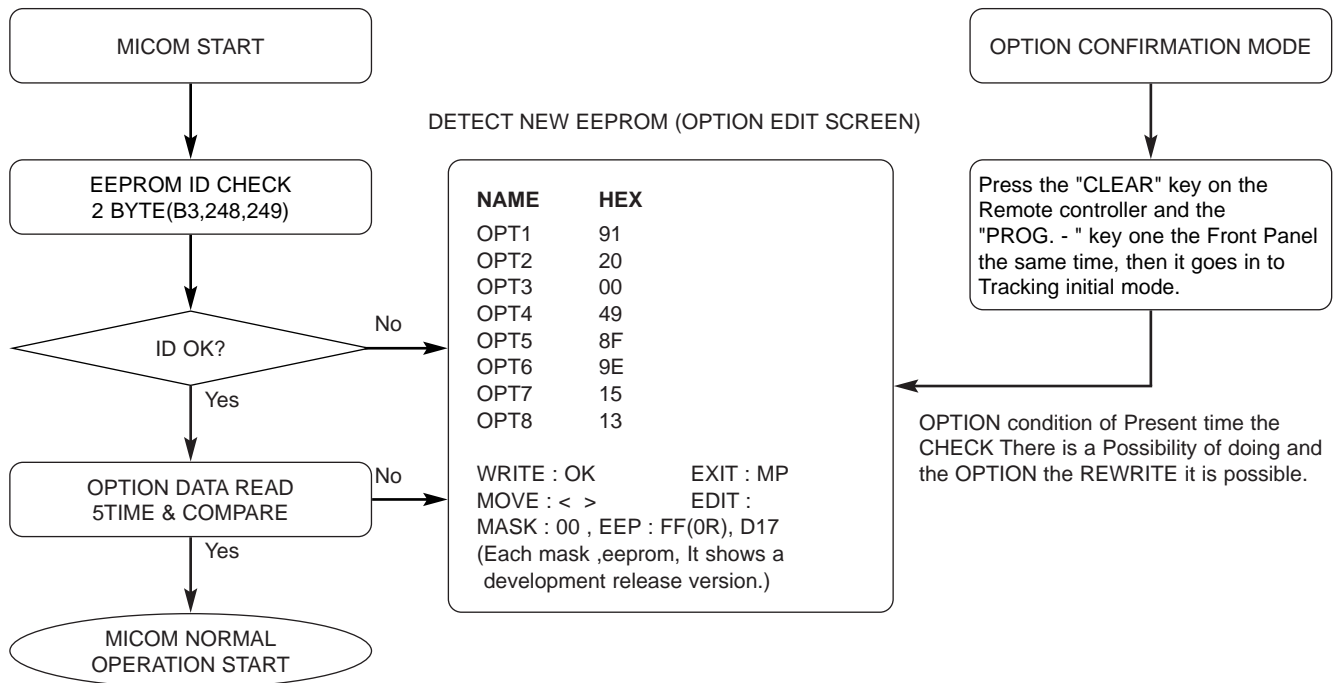 MICOM START
EEPROM ID CHECK
2 BYTE(B3,248,249)
ID OK?
No
Yes
OPTION DATA READ
5TIME & COMPARE
No
Yes
MICOM NORMAL
OPERATION START
DETECT NEW EEPROM (OPTION EDIT SCREEN)
NAME HEX
OPT1 91
OPT2 20
OPT3 00
OPT4 49
OPT5 8F
OPT6 9E
OPT7 15
OPT8 13
WRITE : OK EXIT : MP
MOVE : < > EDIT :
MASK : 00 , EEP : FF(0R), D17
(Each mask ,eeprom, It shows a
development release version.)
OPTION CONFIRMATION MODE
Press the "CLEAR" key on the
Remote controller and the
"PROG. - " key one the Front Panel
the same time, then it goes in to
Tracking initial mode.
OPTION condition of Present time the
CHECK There is a Possibility of doing and
the OPTION the REWRITE it is possible.